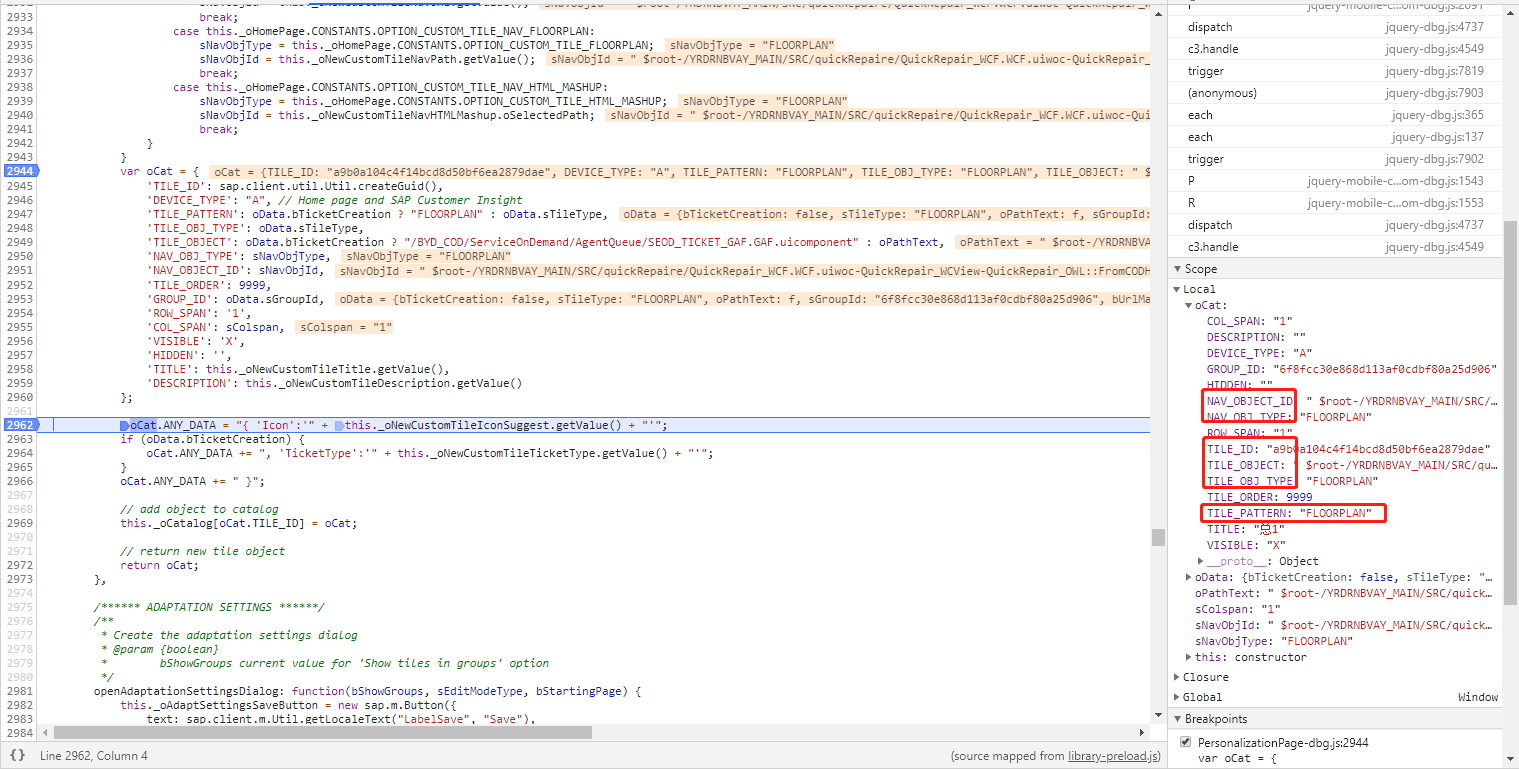 2933 break;
2934 case this._oHomePage.CONSTANTS.OPTION_CUSTOM_TILE_NAV_FLOORPLAN:
2935 sNavObjType = this._oHomePage.CONSTANTS.OPTION_CUSTOM_TILE_FLOORPLAN; sNavObjType = "FLOORPLAN"
2936 sNavObjId = this._oNewCustomTileNavPath.getValue(); sNavObjId = " $root-/YRDRNBVAY_MAIN/SRC/quickRepaire/QuickRepair_WCF.WCF.uiwoc-QuickRepair_
2937 break;
2938 case this._oHomePage.CONSTANTS.OPTION_CUSTOM_TILE_NAV_HTML_MASHUP:
2939 sNavObjType = this._oHomePage.CONSTANTS.OPTION_CUSTOM_TILE_HTML_MASHUP; sNavObjType = "FLOORPLAN"
2940 sNavObjId = this._oNewCustomTileNavHTMLMashup.oSelectedPath; sNavObjId = " $root-/YRDRNBVAY_MAIN/SRC/quickRepaire/QuickRepair_WCF.WCF.uiwoc-Qui
2941 break;
2942 }
2943 }
2944 var oCat = { oCat = {TILE_ID: "a9b0a104c4f14bcd8d50bf6ea2879dae", DEVICE_TYPE: "A", TILE_PATTERN: "FLOORPLAN", TILE_OBJ_TYPE: "FLOORPLAN", TILE_OBJECT: " $
2945 'TILE_ID': sap.client.util.Util.createGuid(),
2946 'DEVICE_TYPE': "A", // Home page and SAP Customer Insight
2947 'TILE_PATTERN': oData.bTicketCreation ? "FLOORPLAN" : oData.sTileType, oData = {bTicketCreation: false, sTileType: "FLOORPLAN", oPathText: f, sGroupId:
2948 'TILE_OBJ_TYPE': oData.sTileType,
2949 'TILE_OBJECT': oData.bTicketCreation ? "/BYD_COD/ServiceOnDemand/AgentQueue/SEOD_TICKET_GAF.GAF.uicomponent" : oPathText, oPathText = " $root-/YRDRNBVAY
2950 'NAV_OBJ_TYPE': sNavObjType, sNavObjType = "FLOORPLAN"
2951 'NAV_OBJECT_ID': sNavObjId, sNavObjId = " $root-/YRDRNBVAY_MAIN/SRC/quickRepaire/QuickRepair_WCF.WCF.uiwoc-QuickRepair_WCView-QuickRepair_OWL::FromCODH
2952 'TILE_ORDER': 9999,
2953 'GROUP_ID': oData.sGroupId, oData = {bTicketCreation: false, sTileType: "FLOORPLAN", oPathText: f, sGroupId: "6f8fcc30e868d113af0cdbf80a25d906", bUrlMa
2954 'ROW_SPAN': '1',
2955 'COL_SPAN': sColspan, sColspan = "1"
2956 'VISIBLE': 'X',
2957 'HIDDEN': '',
2958 'TITLE': this._oNewCustomTileTitle.getValue(),
2959 'DESCRIPTION': this._oNewCustomTileDescription.getValue()
2960 };
2961
2962 oCat.ANY_DATA = "{ 'Icon':'" + this._oNewCustomTileIconSuggest.getValue() + "'";
2963 if (oData.bTicketCreation) {
2964 oCat.ANY_DATA += ", 'TicketType':'" + this._oNewCustomTileTicketType.getValue() + "'";
2965 }
2966 oCat.ANY_DATA += " }";
2967
2968 // add object to catalog
2969 this._oCatalog[oCat.TILE_ID] = oCat;
2970
2971 // return new tile object
2972 return oCat;
2973 },
2974
2975 /****** ADAPTATION SETTINGS ******/
2976 /**
2977 * Create the adaptation settings dialog
2978 * @param {boolean}
2979 * bShowGroups current value for 'Show tiles in groups' option
2980 */
2981 openAdaptationSettingsDialog: function(bShowGroups, sEditModeType, bStartingPage) {
2982 this._oAdaptSettingsSaveButton = new sap.m.Button({
2983 text: sap.client.m.Util.getLocaleText("LabelSave", "Save"),
2984
{} Line 2962, Column 4 (source mapped from library-preload.js)
jquery-mobile-c...om-dbg.js:2091
dispatch jquery-dbg.js:4737
c3.handle jquery-dbg.js:4549
trigger jquery-dbg.js:7819
(anonymous) jquery-dbg.js:7903
each jquery-dbg.js:365
each jquery-dbg.js:137
trigger jquery-dbg.js:7902
P jquery-mobile-c...om-dbg.js:1543
R jquery-mobile-c...om-dbg.js:1553
dispatch jquery-dbg.js:4737
c3.handle jquery-dbg.js:4549
Scope
Local
oCat:
COL_SPAN: "1"
DESCRIPTION: ""
DEVICE_TYPE: "A"
GROUP_ID: "6f8fcc30e868d113af0cdbf80a25d906"
HIDDEN: ""
NAV_OBJECT_ID " $root-/YRDRNBVAY_MAIN/SRC/...
NAV_OBJ_TYPE: "FLOORPLAN"
ROW_SPAN: "1"
TILE_ID: "a9b0a104c4f14bcd8d50bf6ea2879dae"
TILE_OBJECT: " $root-/YRDRNBVAY_MAIN/SRC/qu...
TILE_OBJ_TYPE "FLOORPLAN"
TILE_ORDER: 9999
TILE_PATTERN: "FLOORPLAN"
TITLE: "总1"
VISIBLE: "X"
__proto__: Object
oData: {bTicketCreation: false, sTileType: "...
oPathText: " $root-/YRDRNBVAY_MAIN/SRC/quick...
sColspan: "1"
sNavObjId: " $root-/YRDRNBVAY_MAIN/SRC/quick...
sNavObjType: "FLOORPLAN"
this: constructor
Closure
Global Window
Breakpoints
PersonalizationPage-dbg.js:2944
var oCat = {